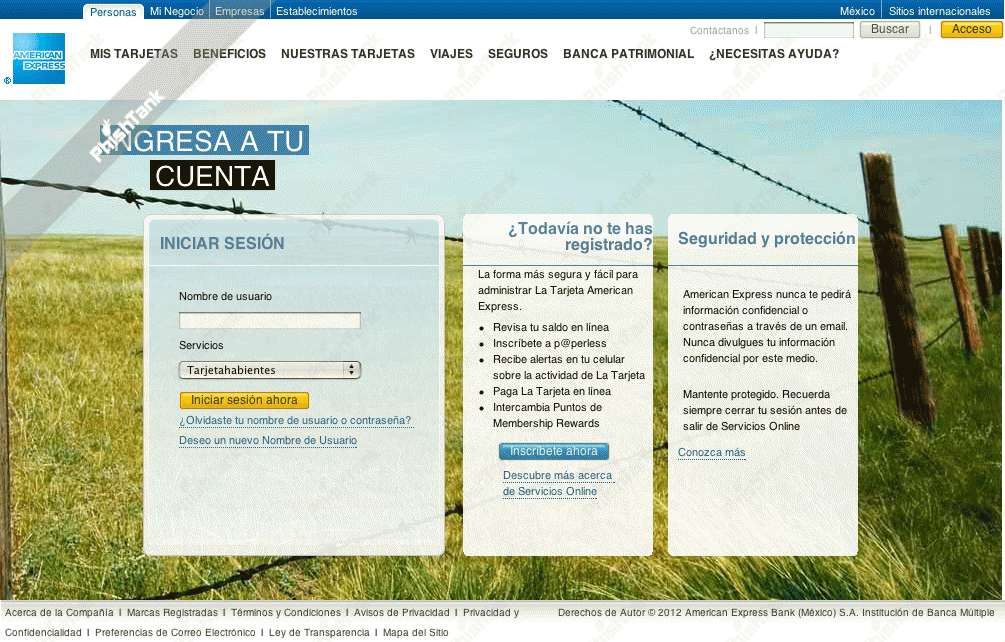 Personas Mi Negocio Empresas Establecimientos México Sitios internacionales
Contáctanos Buscar Acceso
AMERICAN
EXPRESS
®
MIS TARJETAS BENEFICIOS NUESTRAS TARJETAS VIAJES SEGUROS BANCA PATRIMONIAL ¿NECESITAS AYUDA?
PhishTank
INGRESA A TU
CUENTA
INICIAR SESIÓN
Nombre de usuario
Servicios
Tarjetahabientes
Iniciar sesión ahora
¿Olvidaste tu nombre de usuario o contraseña?
Deseo un nuevo Nombre de Usuario
¿Todavía no te has
registrado?
La forma más segura y fácil para
administrar La Tarjeta American
Express.
• Revisa tu saldo en línea
• Inscríbete a p@perless
• Recibe alertas en tu celular
sobre la actividad de La Tarjeta
• Paga La Tarjeta en línea
• Intercambia Puntos de
Membership Rewards
Inscríbete ahora
Descubre más acerca
de Servicios Online
Seguridad y protección
American Express nunca te pedirá
información confidencial o
contraseñas a través de un email.
Nunca divulgues tu información
confidencial por este medio.
Mantente protegido. Recuerda
siempre cerrar tu sesión antes de
salir de Servicios Online
Conozca más
Acerca de la Compañía I Marcas Registradas I Términos y Condiciones I Avisos de Privacidad I Privacidad y
Confidencialidad I Preferencias de Correo Electrónico I Ley de Transparencia I Mapa del Sitio
Derechos de Autor © 2012 American Express Bank (México) S.A. Institución de Banca Múltiple